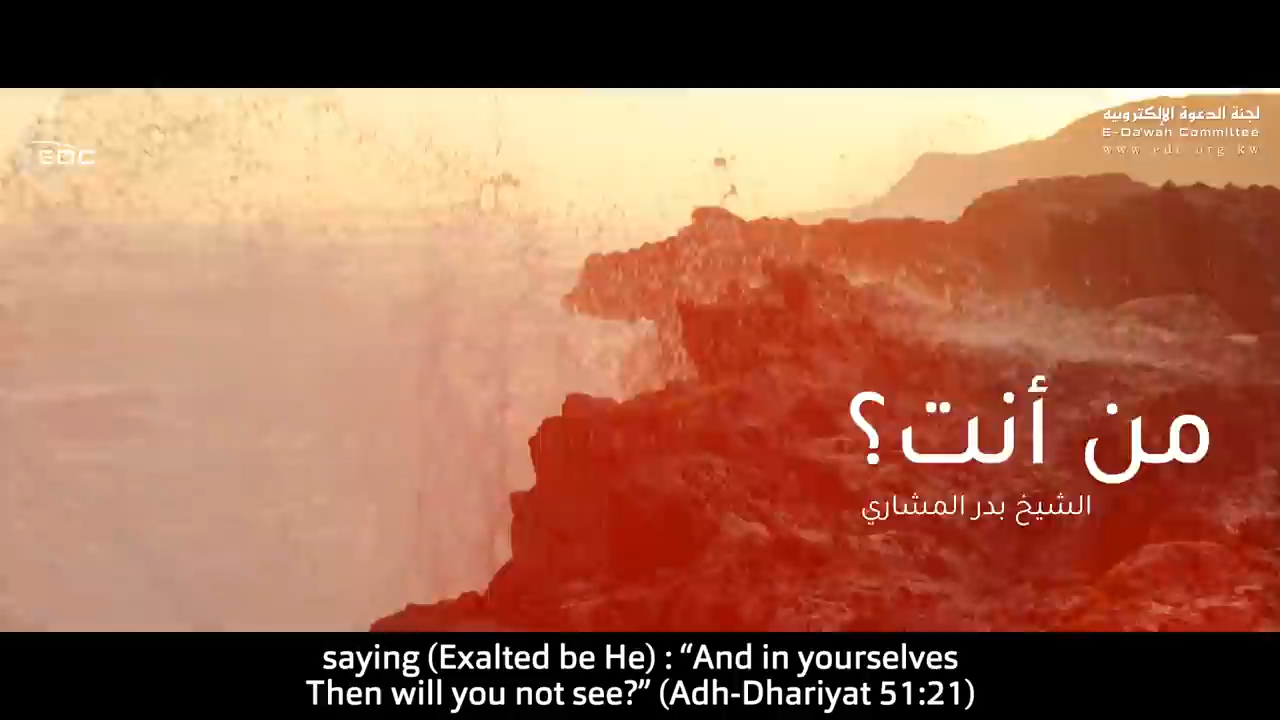 لجنة الدعوة الإلكترونية
E-Da'wah Committee
www.edc.org.kw
EDC
من أنت؟
الشيخ بدر المشاري
saying (Exalted be He) : “And in yourselves
Then will you not see?” (Adh-Dhariyat 51:21)